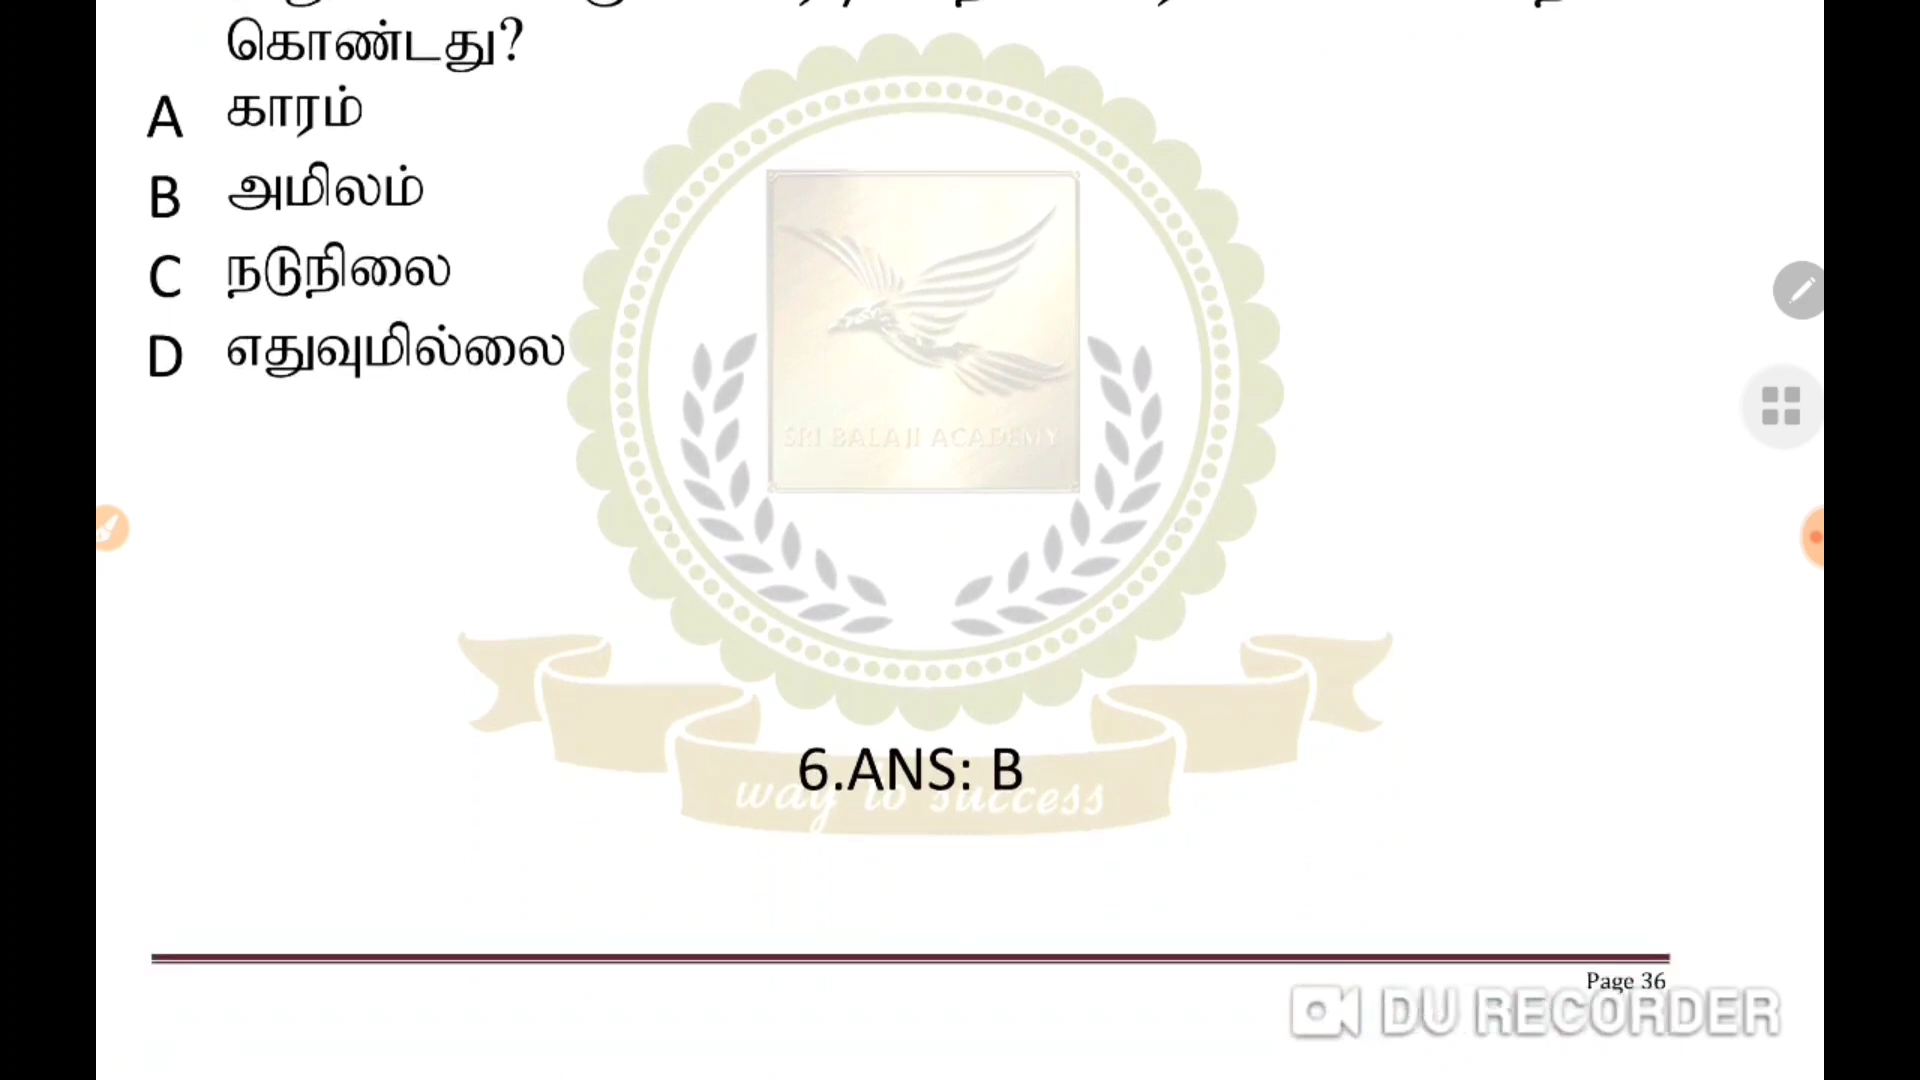 கொண்டது?
A காரம்
B அமிலம்
C நடுநிலை
D எதுவுமில்லை
SRI BALAJI ACADEMY
6.ANS: B
way to success
Page 36
DU RECORDER